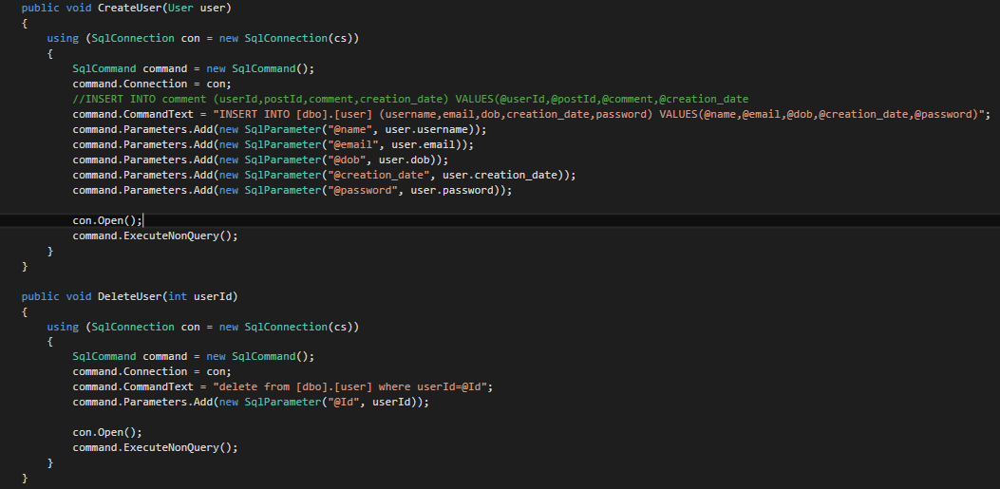 public void CreateUser(User user)
{
    using (SqlConnection con = new SqlConnection(cs))
    {
        SqlCommand command = new SqlCommand();
        command.Connection = con;
        //INSERT INTO comment (userId,postId,comment,creation_date) VALUES(@userId,@postId,@comment,@creation_date
        command.CommandText = "INSERT INTO [dbo].[user] (username,email,dob,creation_date,password) VALUES(@name,@email,@dob,@creation_date,@password)";
        command.Parameters.Add(new SqlParameter("@name", user.username));
        command.Parameters.Add(new SqlParameter("@email", user.email));
        command.Parameters.Add(new SqlParameter("@dob", user.dob));
        command.Parameters.Add(new SqlParameter("@creation_date", user.creation_date));
        command.Parameters.Add(new SqlParameter("@password", user.password));

        con.Open();
        command.ExecuteNonQuery();
    }
}

public void DeleteUser(int userId)
{
    using (SqlConnection con = new SqlConnection(cs))
    {
        SqlCommand command = new SqlCommand();
        command.Connection = con;
        command.CommandText = "delete from [dbo].[user] where userId=@Id";
        command.Parameters.Add(new SqlParameter("@Id", userId));

        con.Open();
        command.ExecuteNonQuery();
    }
}